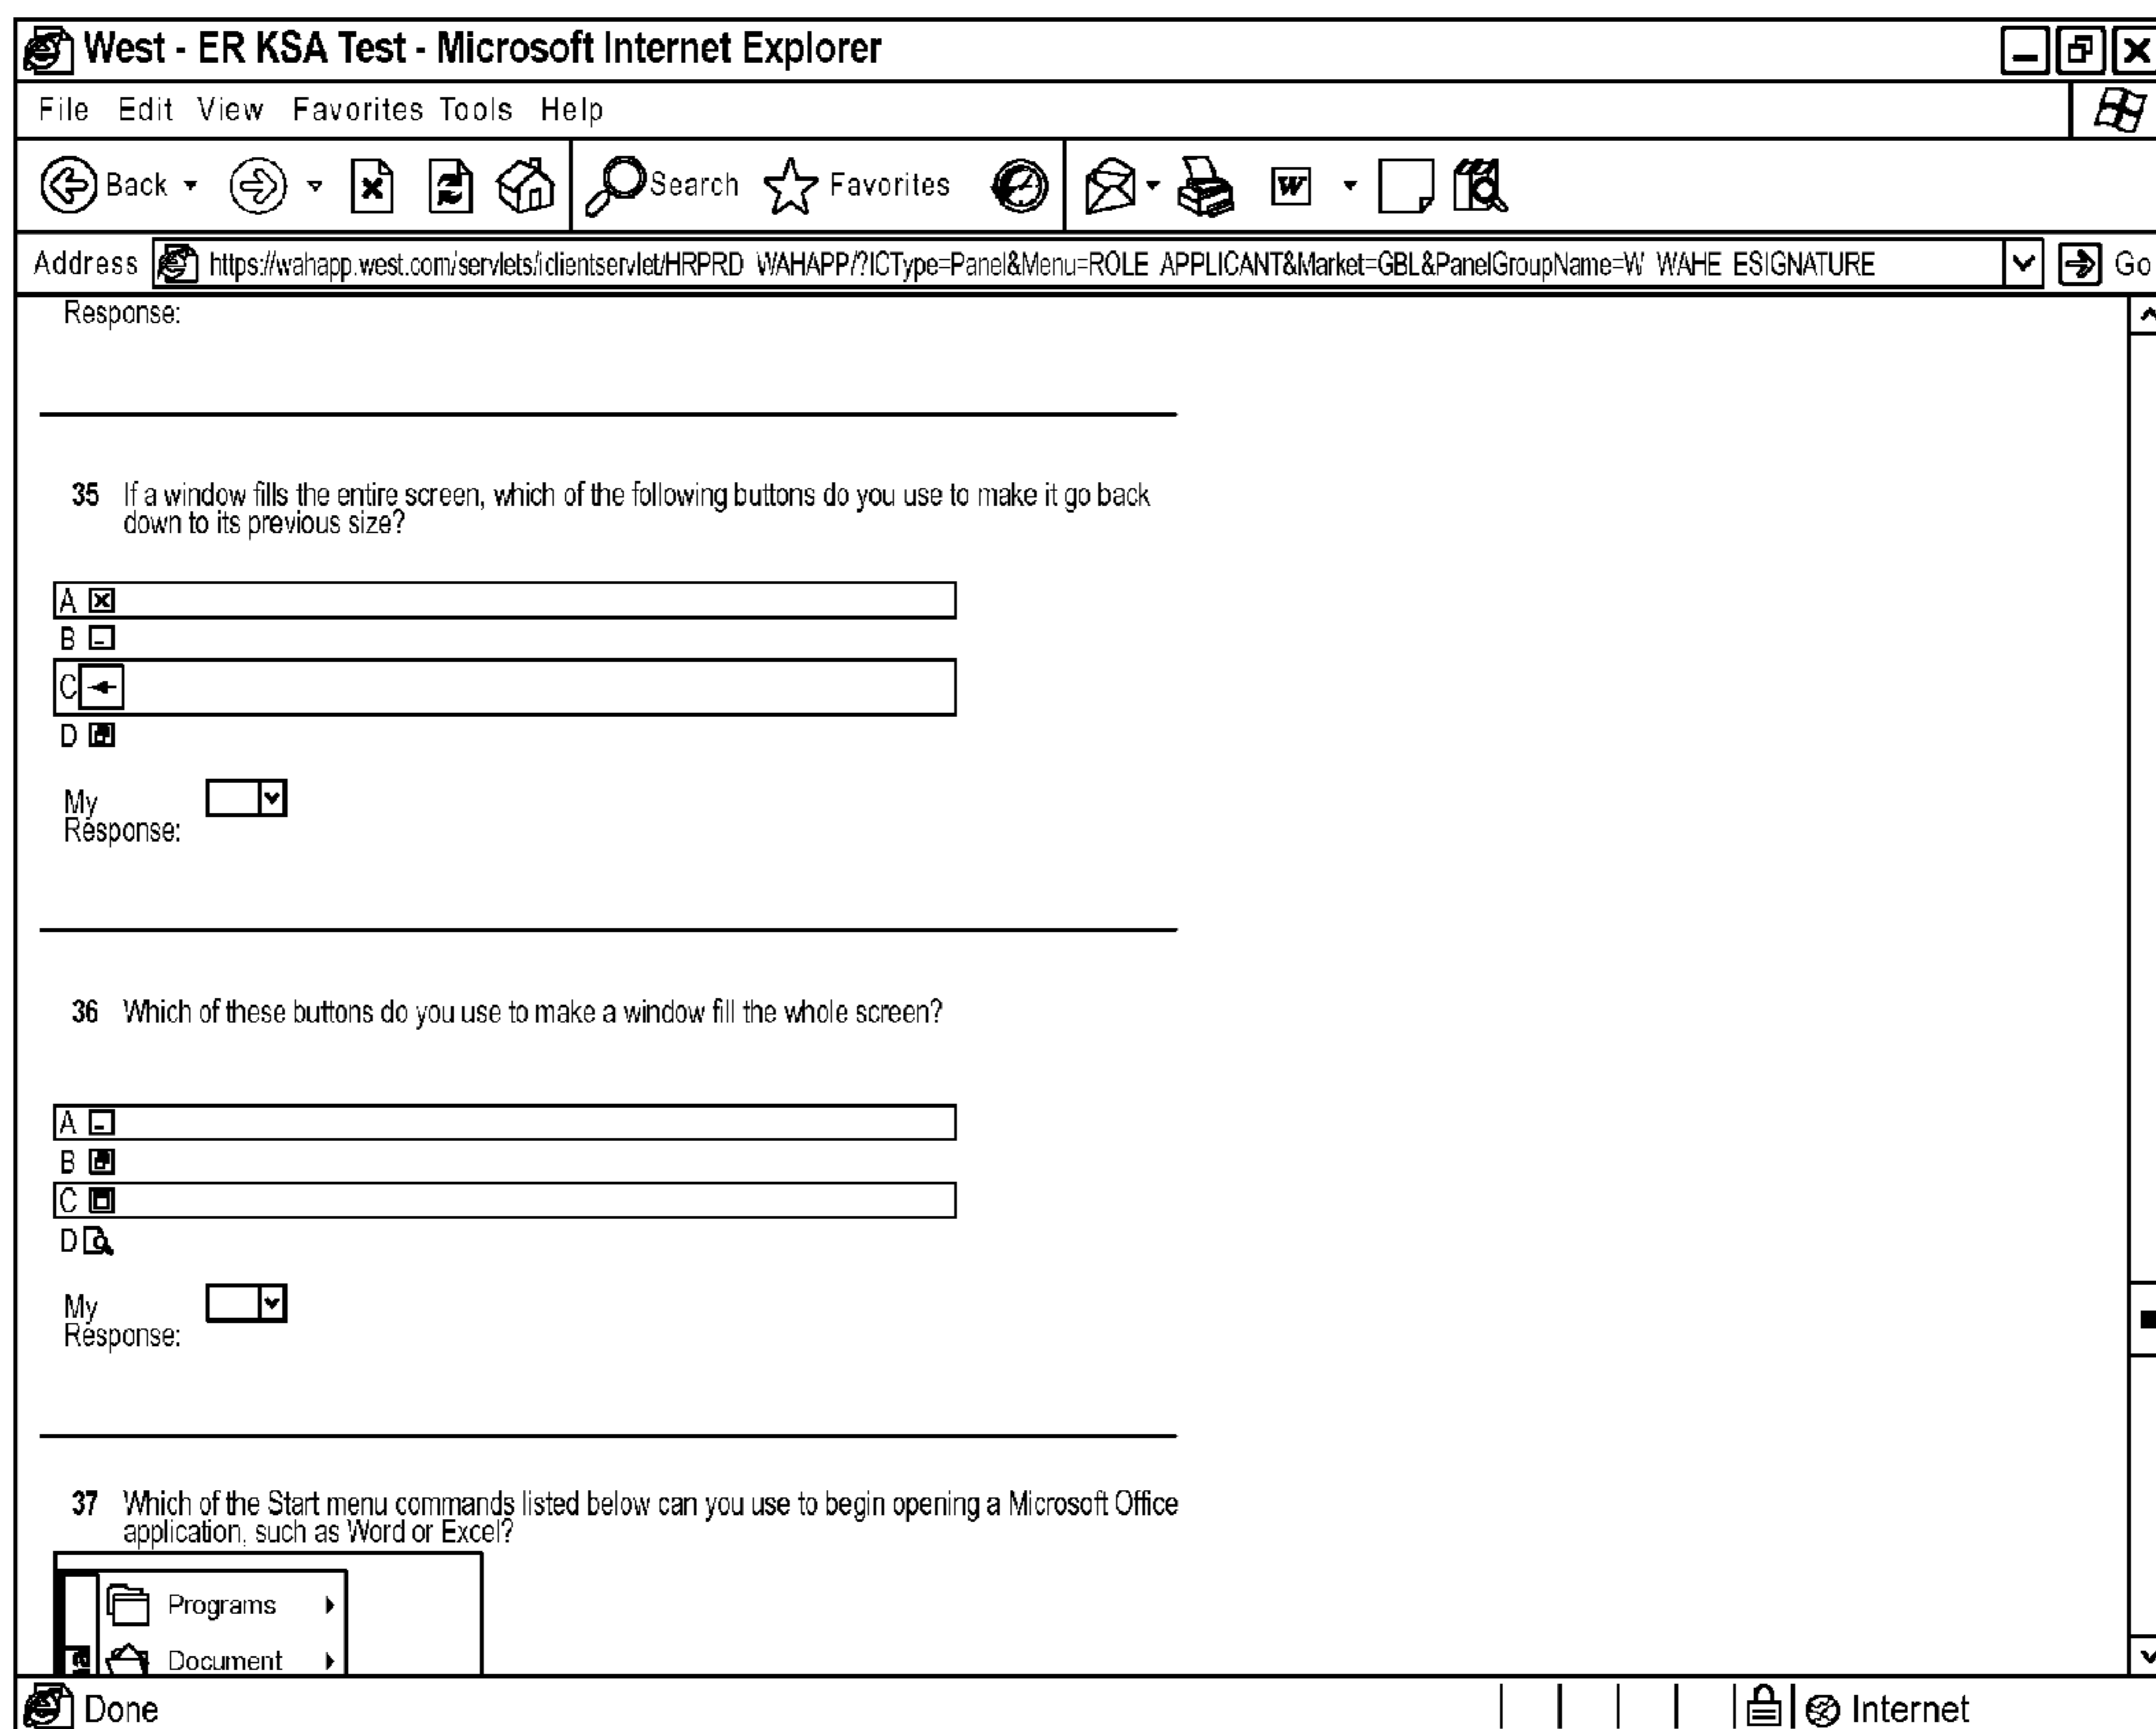 West - ER KSA Test - Microsoft Internet Explorer
File Edit View Favorites Tools Help
Back Search Favorites W
Address https://wahapp.west.com/servlets/iclientservlet/HRPRD WAHAPP/?ICType=Panel&Menu=ROLE APPLICANT&Market=GBL&PanelGroupName=W WAHE ESIGNATURE Go
Response:
35 If a window fills the entire screen, which of the following buttons do you use to make it go back
down to its previous size?
A
B
C
D
My
Response:
36 Which of these buttons do you use to make a window fill the whole screen?
A
B
C
D
My
Response:
37 Which of the Start menu commands listed below can you use to begin opening a Microsoft Office
application, such as Word or Excel?
Programs
Document
Done Internet